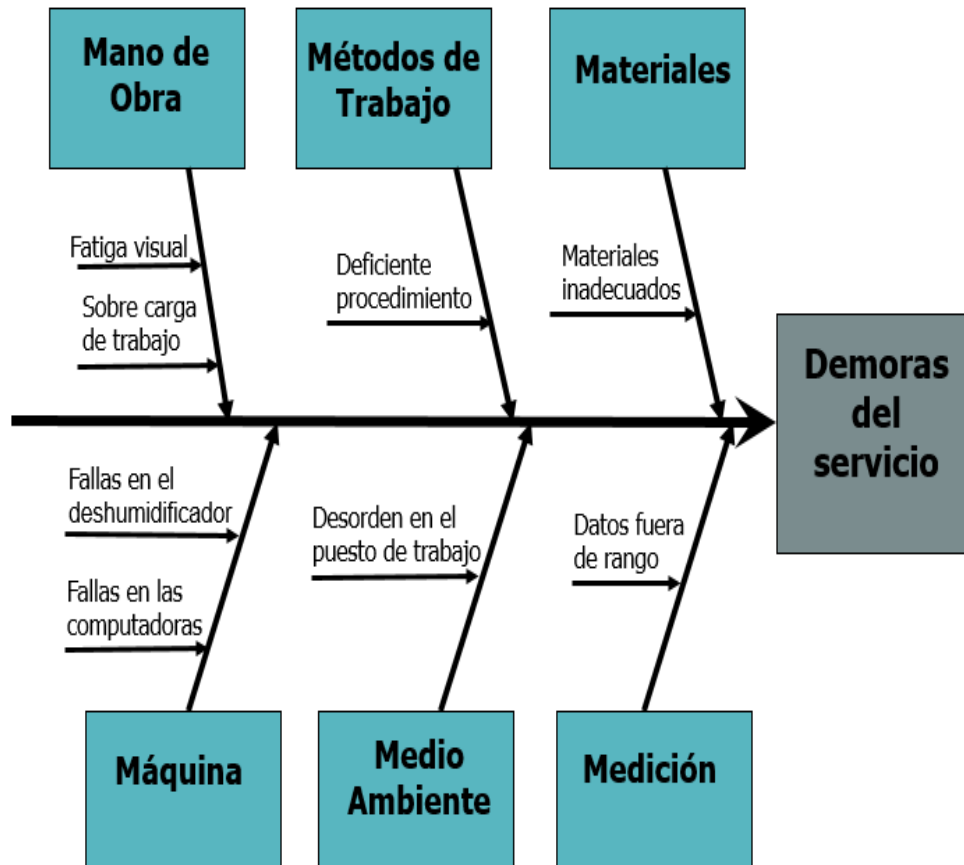 Mano de
Obra
Métodos de
Trabajo
Materiales
Fatiga visual
Sobre carga
de trabajo
Deficiente
procedimiento
Materiales
inadecuados
Demoras
del
servicio
Fallas en el
deshumidificador
Fallas en las
computadoras
Desorden en el
puesto de trabajo
Datos fuera
de rango
Máquina
Medio
Ambiente
Medición